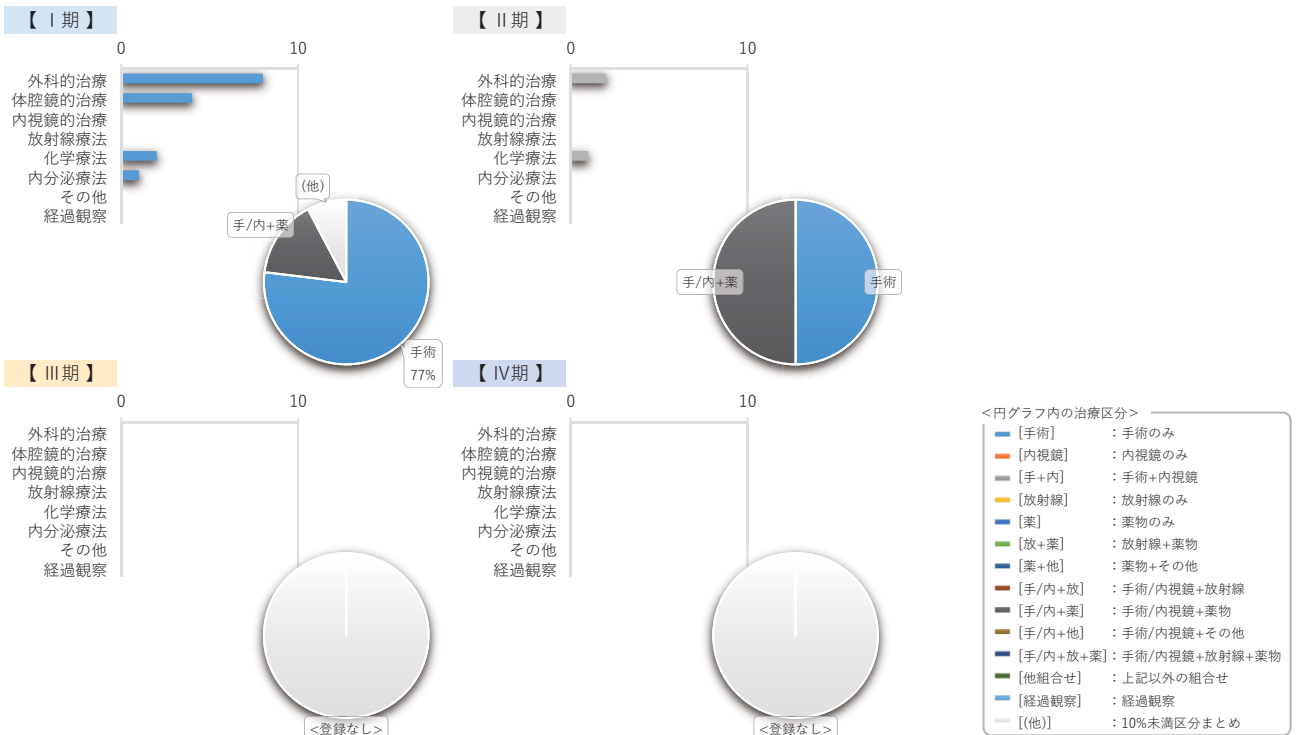 【 Ⅰ期 】
0 10
外科的治療
体腔鏡的治療
内視鏡的治療
放射線療法
化学療法
内分泌療法
その他
経過観察
(他)
手/内+薬
手術
77%
【 Ⅱ期 】
0 10
外科的治療
体腔鏡的治療
内視鏡的治療
放射線療法
化学療法
内分泌療法
その他
経過観察
手/内+薬
手術
【 Ⅲ期 】
0 10
外科的治療
体腔鏡的治療
内視鏡的治療
放射線療法
化学療法
内分泌療法
その他
経過観察
<登録なし>
【 Ⅳ期 】
0 10
外科的治療
体腔鏡的治療
内視鏡的治療
放射線療法
化学療法
内分泌療法
その他
経過観察
<登録なし>
<円グラフ内の治療区分>
[手術] ：手術のみ
[内視鏡] ：内視鏡のみ
[手+内] ：手術+内視鏡
[放射線] ：放射線のみ
[薬] ：薬物のみ
[放+薬] ：放射線+薬物
[薬+他] ：薬物+その他
[手/内+放] ：手術/内視鏡+放射線
[手/内+薬] ：手術/内視鏡+薬物
[手/内+他] ：手術/内視鏡+その他
[手/内+放+薬]：手術/内視鏡+放射線+薬物
[他組合せ] ：上記以外の組合せ
[経過観察] ：経過観察
[(他)] ：10%未満区分まとめ